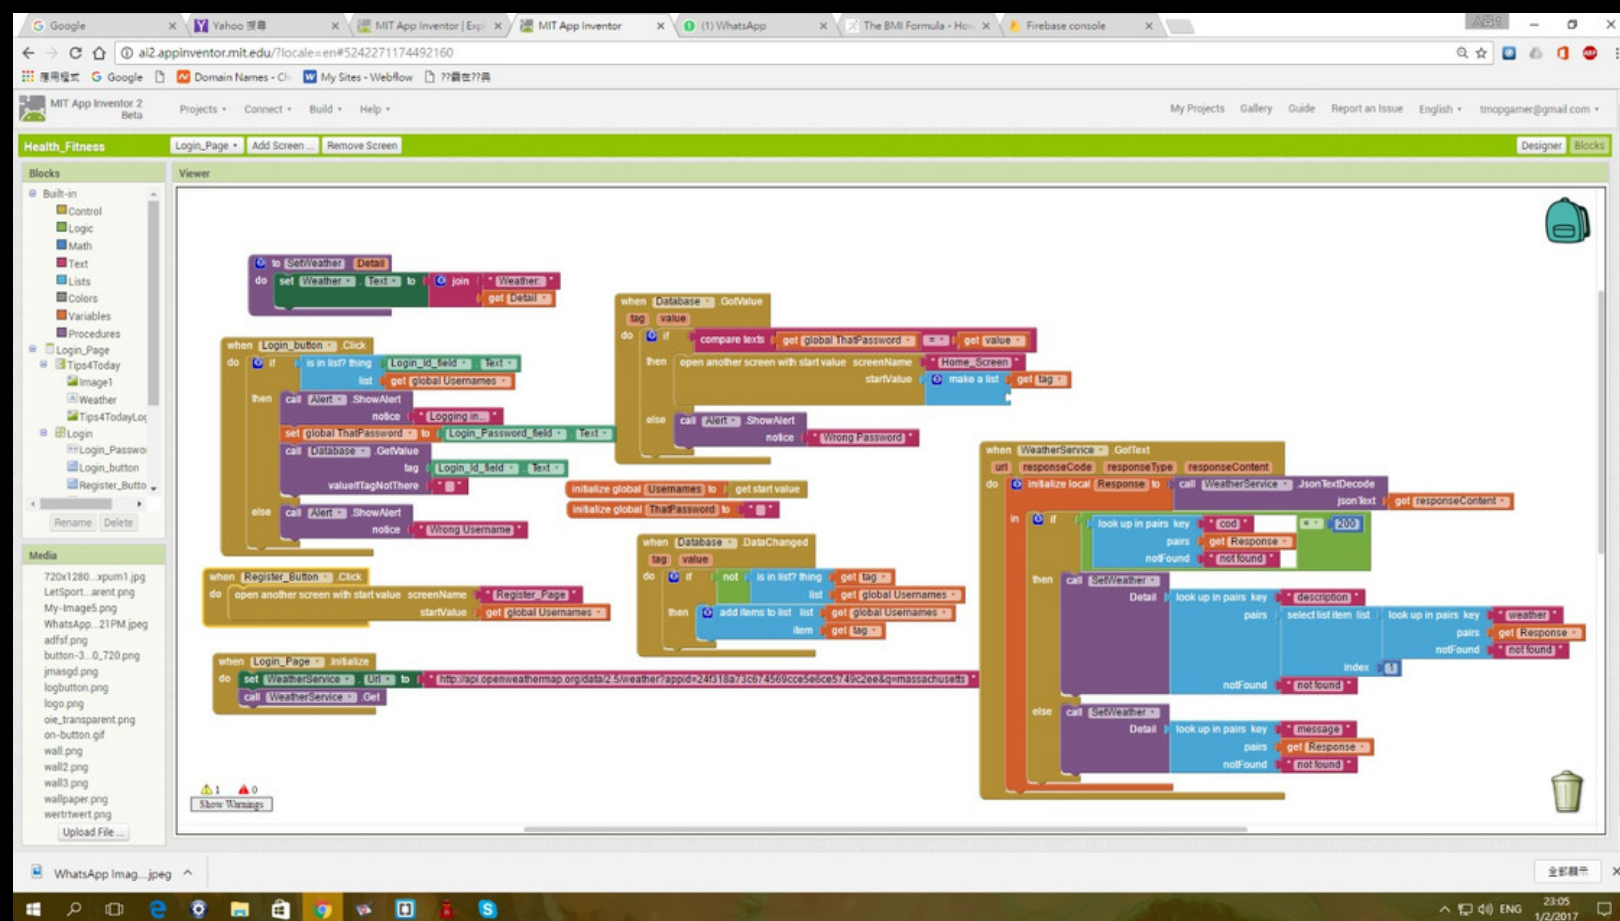 Google
Yahoo 搜尋
MIT App Inventor | Expl
MIT App Inventor
(1) WhatsApp
The BMI Formula - How
Firebase console
ai2.appinventor.mit.edu/?locale=en#5242271174492160
應用程式 Google Domain Names - Ch My Sites - Webflow
MIT App Inventor 2
Beta
Projects Connect Build Help
My Projects Gallery Guide Report an Issue English tmopgamer@gmail.com
Health_Fitness
Login_Page Add Screen ... Remove Screen
Designer Blocks
Blocks
Built-in
Control
Logic
Math
Text
Lists
Colors
Variables
Procedures
Login_Page
Tips4Today
Image1
Weather
Tips4TodayLog
Login
Login_Passwor
Login_button
Register_Butto
Rename Delete
Media
720x1280...xpum1.jpg
LetSport...arent.png
My-Image5.png
WhatsApp...21PM.jpeg
adfsf.png
button-3...0_720.png
jmasgd.png
logbutton.png
logo.png
oie_transparent.png
on-button.gif
wall.png
wall2.png
wall3.png
wallpaper.png
wertrtwert.png
Upload File ...
Viewer
to SetWeather Detail
do set Weather . Text to join " Weather: "
get Detail
when Login_button .Click
do if is in list? thing Login_Id_field . Text
list get global Usernames
then call Alert .ShowAlert
notice " Logging in... "
set global ThatPassword to Login_Password_field . Text
call Database .GetValue
tag Login_Id_field . Text
valueIfTagNotThere " "
else call Alert .ShowAlert
notice " Wrong Username "
when Register_Button .Click
do open another screen with start value screenName " Register_Page "
startValue get global Usernames
when Login_Page .Initialize
do set WeatherService . Url to " http://api.openweathermap.org/data/2.5/weather?appid=24f318a73c674569cce5e6ce5749c2ee&q=massachusetts "
call WeatherService .Get
when Database .GotValue
tag value
do if compare texts get global ThatPassword = get value
then open another screen with start value screenName " Home_Screen "
startValue make a list get tag
else call Alert .ShowAlert
notice " Wrong Password "
initialize global Usernames to get start value
initialize global ThatPassword to " "
when Database .DataChanged
tag value
do if not is in list? thing get tag
list get global Usernames
then add items to list list get global Usernames
item get tag
when WeatherService .GotText
url responseCode responseType responseContent
do initialize local Response to call WeatherService .JsonTextDecode
jsonText get responseContent
in if look up in pairs key " cod " = 200
pairs get Response
notFound " not found "
then call SetWeather
Detail look up in pairs key " description "
pairs select list item list look up in pairs key " weather "
pairs get Response
notFound " not found "
index 1
notFound " not found "
else call SetWeather
Detail look up in pairs key " message "
pairs get Response
notFound " not found "
1 0
Show Warnings
WhatsApp Imag....jpeg
全部顯示
ENG
23:05
1/2/2017